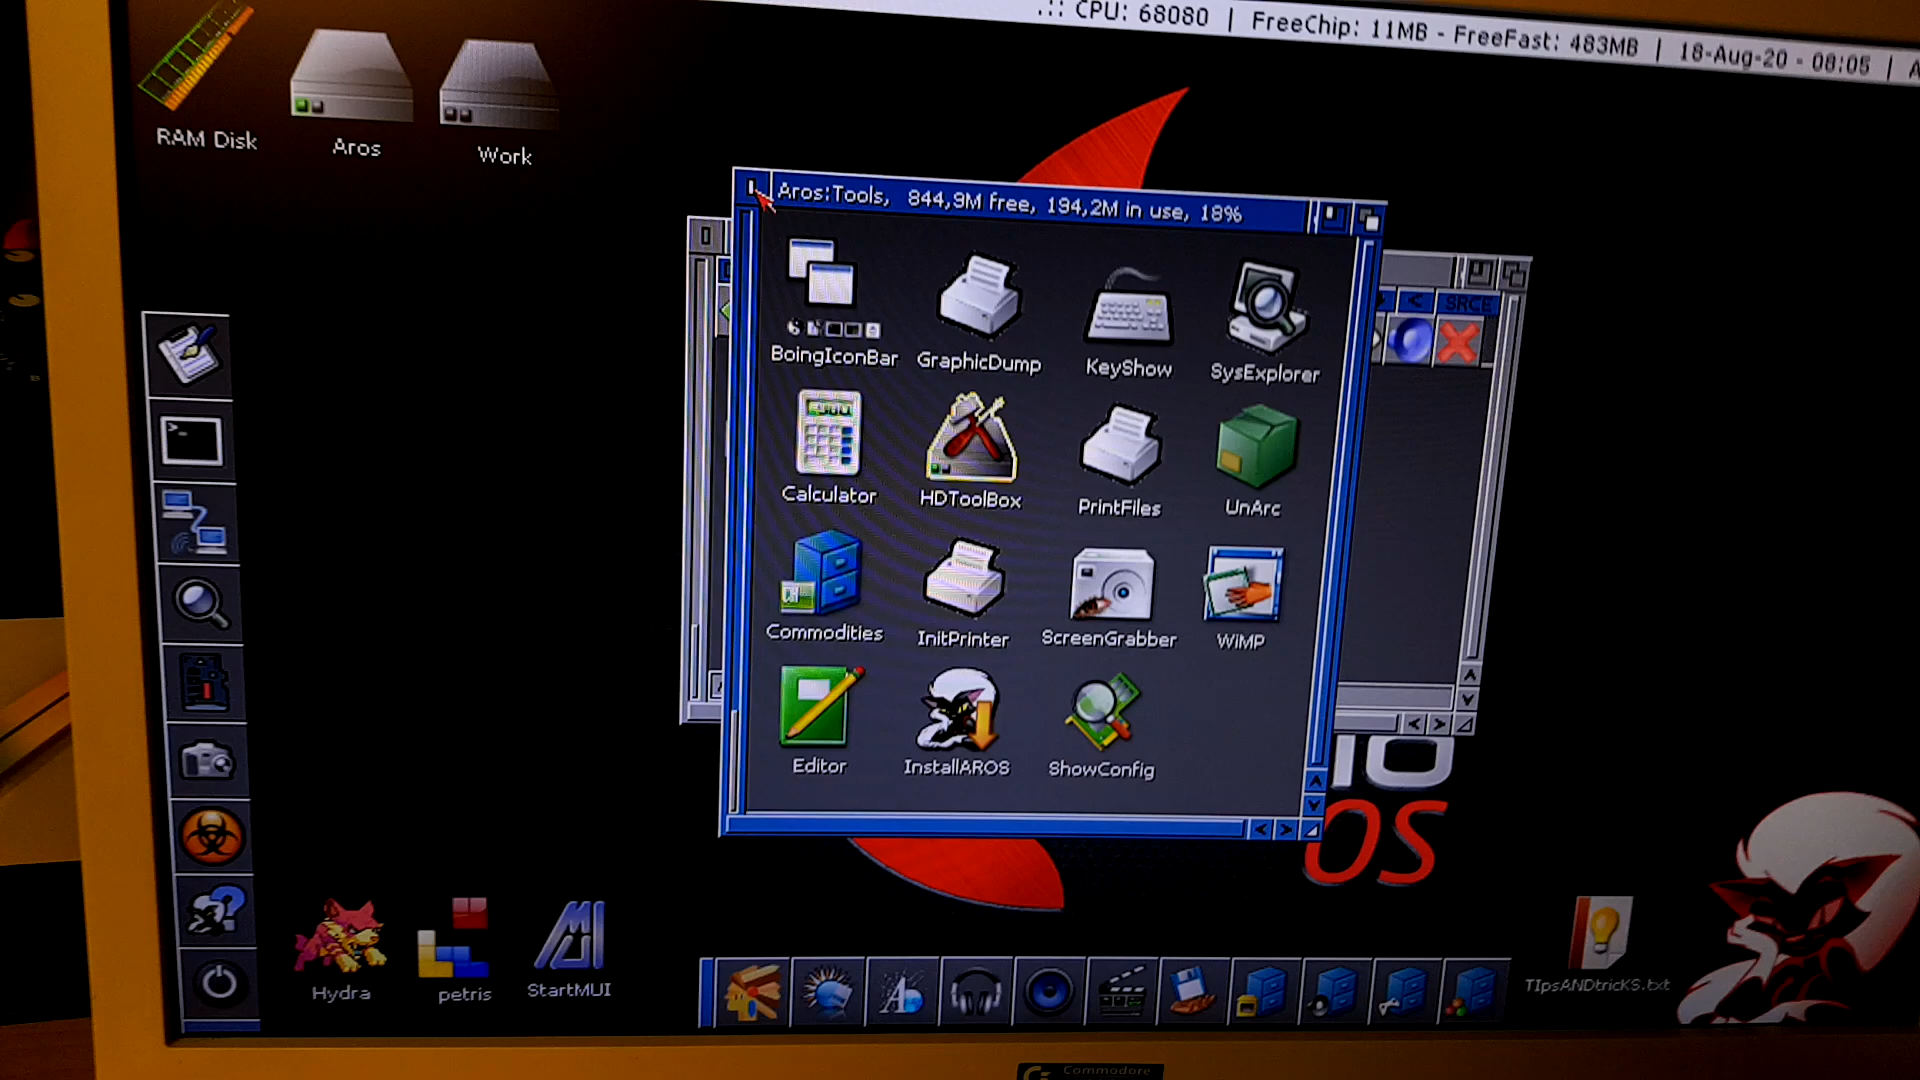 .:: CPU: 68080 | FreeChip: 11MB - FreeFast: 483MB | 18-Aug-20 - 08:05 | A
RAM Disk
Aros
Work
Aros:Tools, 844,9M free, 194,2M in use, 18%
< SRCE
BoingIconBar
GraphicDump
KeyShow
SysExplorer
Calculator
HDToolBox
PrintFiles
UnArc
Commodities
InitPrinter
ScreenGrabber
WiMP
Editor
InstallAROS
ShowConfig
OS
Hydra
petris
StartMUI
TIpsANDtricKS.txt
Commodore